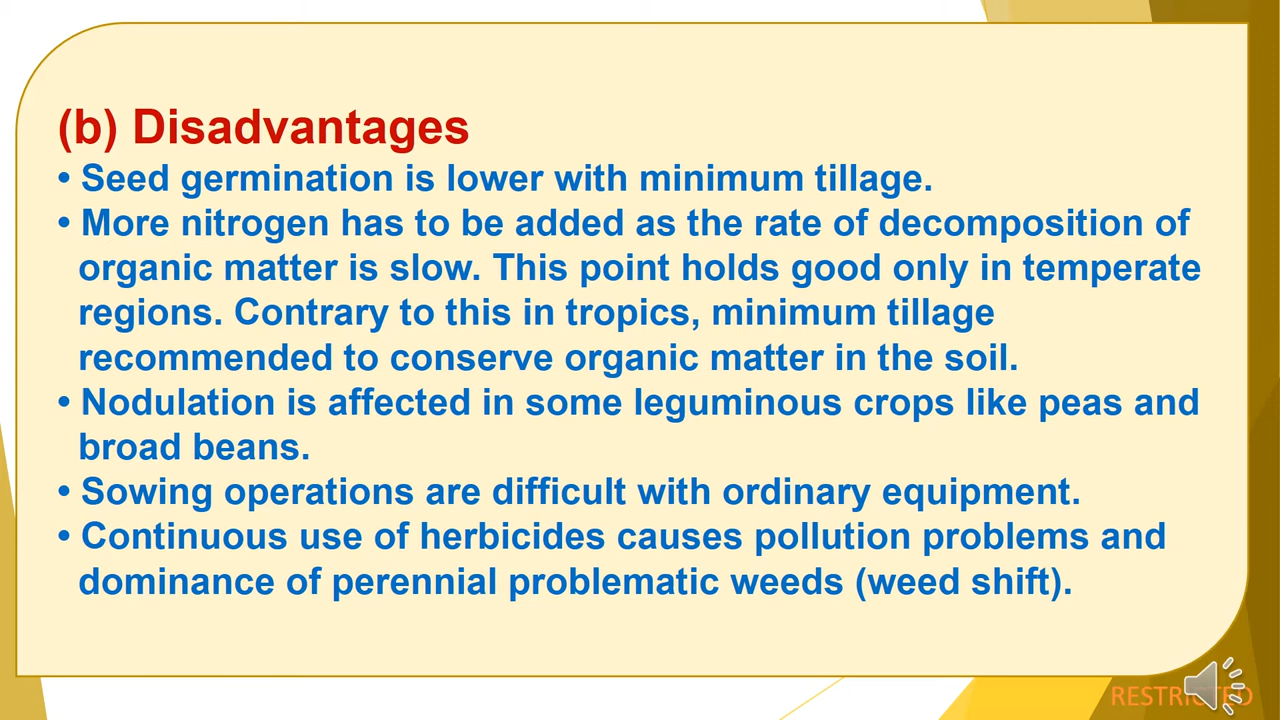 (b) Disadvantages
• Seed germination is lower with minimum tillage.
• More nitrogen has to be added as the rate of decomposition of
organic matter is slow. This point holds good only in temperate
regions. Contrary to this in tropics, minimum tillage
recommended to conserve organic matter in the soil.
• Nodulation is affected in some leguminous crops like peas and
broad beans.
• Sowing operations are difficult with ordinary equipment.
• Continuous use of herbicides causes pollution problems and
dominance of perennial problematic weeds (weed shift).
RESTRICTED